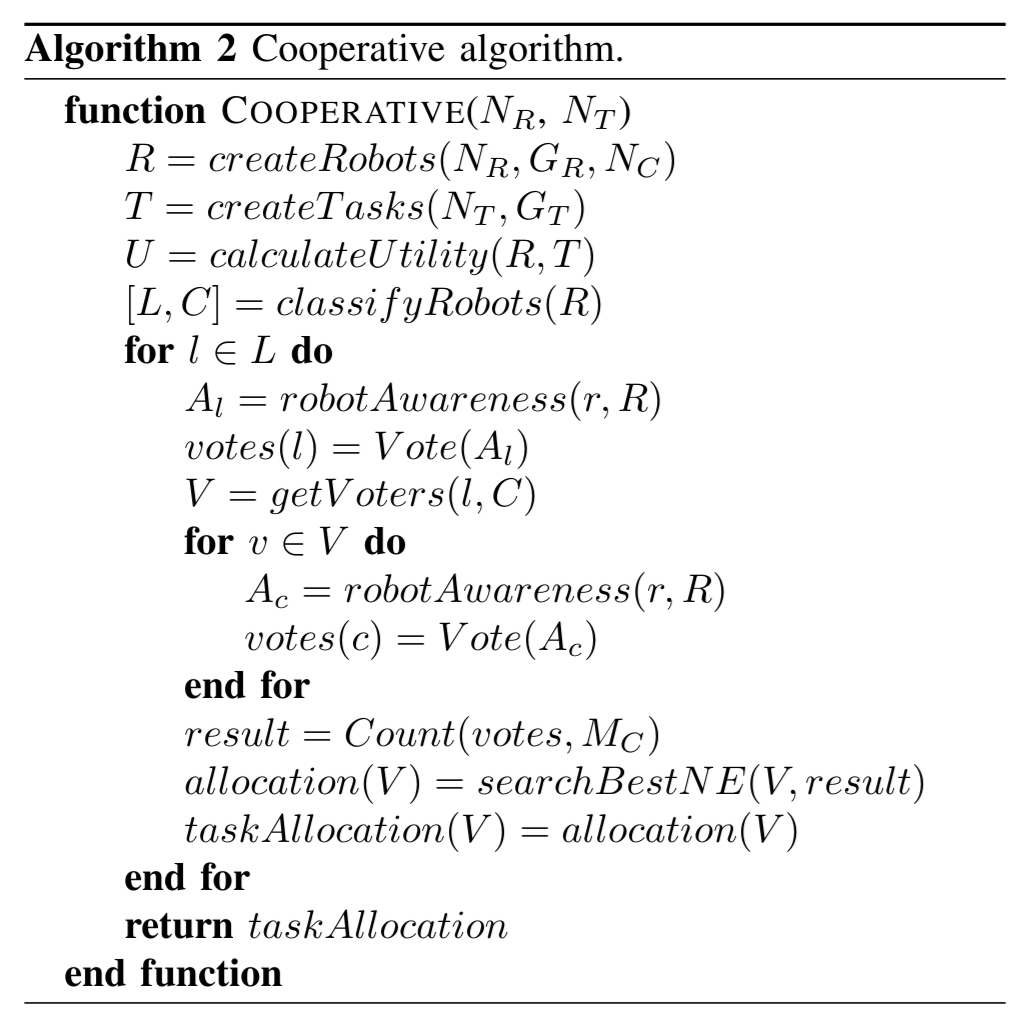 Algorithm 2 Cooperative algorithm.
function COOPERATIVE(N_R, N_T)
R = createRobots(N_R, G_R, N_C)
T = createTasks(N_T, G_T)
U = calculateUtility(R, T)
[L, C] = classifyRobots(R)
for l ∈ L do
A_l = robotAwareness(r, R)
votes(l) = Vote(A_l)
V = getVoters(l, C)
for v ∈ V do
A_c = robotAwareness(r, R)
votes(c) = Vote(A_c)
end for
result = Count(votes, M_C)
allocation(V) = searchBestNE(V, result)
taskAllocation(V) = allocation(V)
end for
return taskAllocation
end function